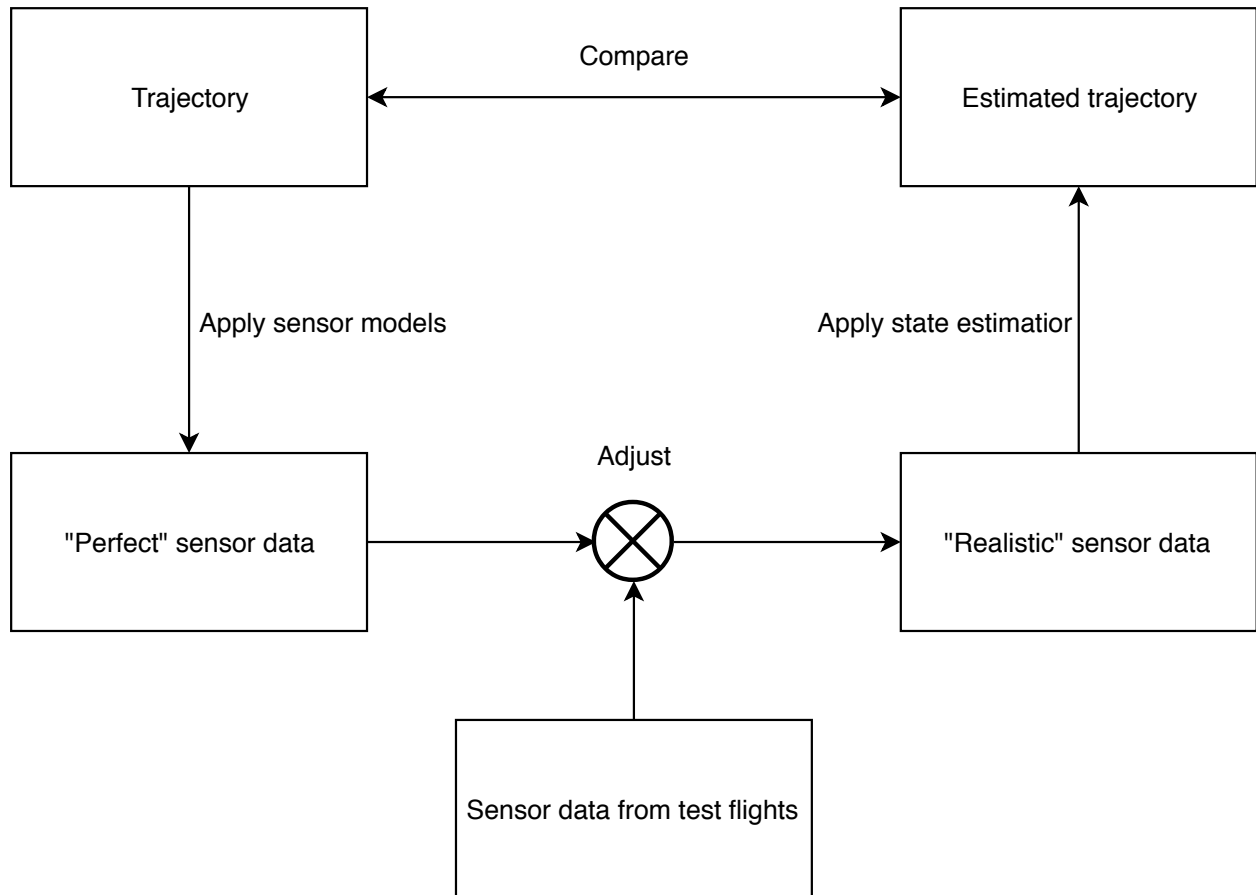 Compare
Trajectory
Estimated trajectory
Apply sensor models
Apply state estimatior
Adjust
"Perfect" sensor data
"Realistic" sensor data
Sensor data from test flights